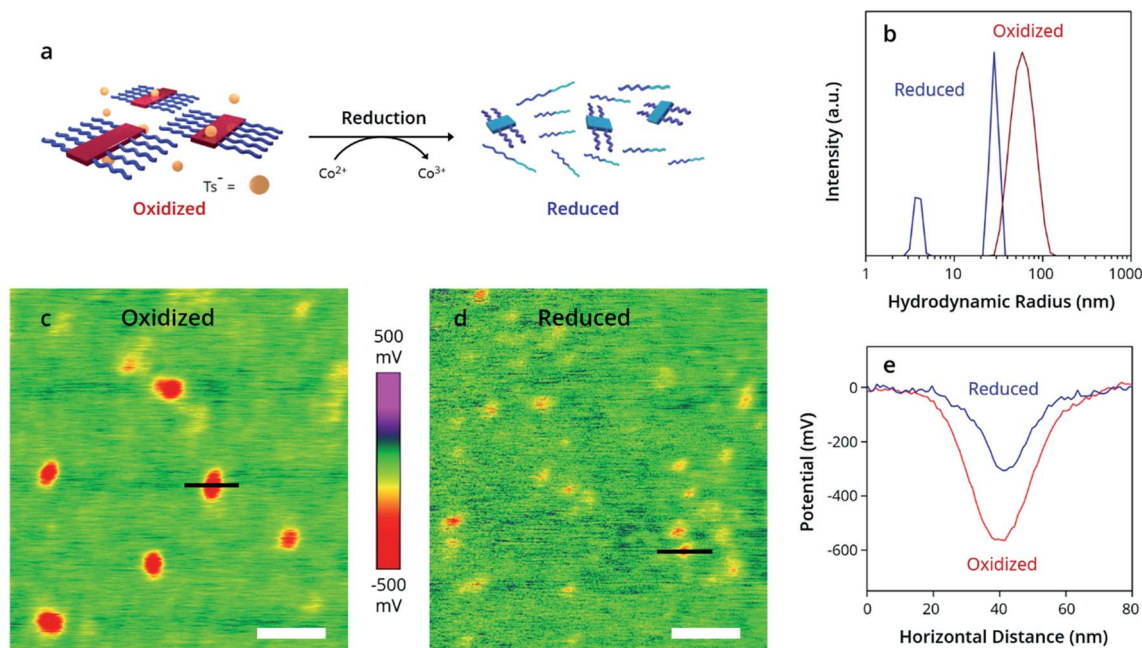 a
Reduction
Co²⁺
Co³⁺
Ts⁻ =
Oxidized
Reduced
b
Oxidized
Reduced
Intensity (a.u.)
1
10
100
1000
Hydrodynamic Radius (nm)
c
Oxidized
500
mV
-500
mV
d
Reduced
e
Reduced
Oxidized
Potential (mV)
0
-200
-400
-600
0
20
40
60
80
Horizontal Distance (nm)